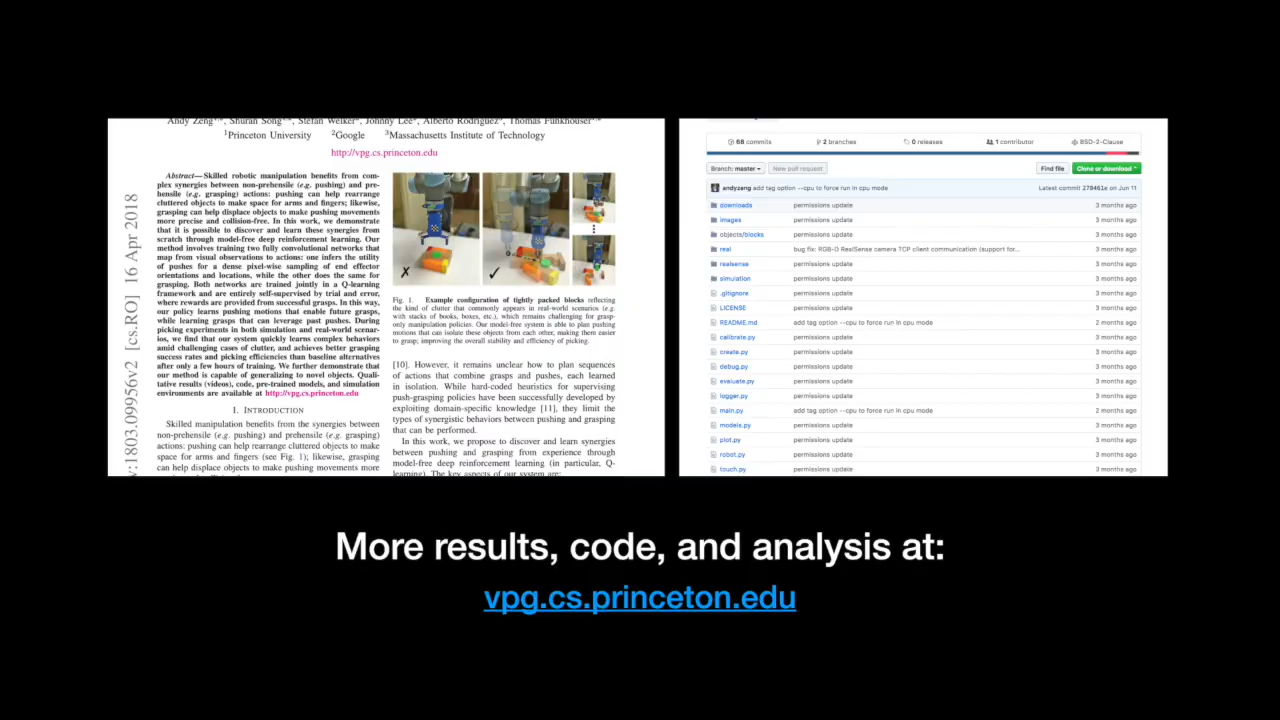 Andy Zeng, Shuran Song, Stefan Welker, Johnny Lee, Alberto Rodriguez, Thomas Funkhouser
1Princeton University 2Google 3Massachusetts Institute of Technology
http://vpg.cs.princeton.edu
v:1803.09956v2 [cs.RO] 16 Apr 2018
Abstract—Skilled robotic manipulation benefits from com-
plex synergies between non-prehensile (e.g. pushing) and pre-
hensile (e.g. grasping) actions: pushing can help rearrange
cluttered objects to make space for arms and fingers; likewise,
grasping can help displace objects to make pushing movements
more precise and collision-free. In this work, we demonstrate
that it is possible to discover and learn these synergies from
scratch through model-free deep reinforcement learning. Our
method involves training two fully convolutional networks that
map from visual observations to actions: one infers the utility
of pushes for a dense pixel-wise sampling of end effector
orientations and locations, while the other does the same for
grasping. Both networks are trained jointly in a Q-learning
framework and are entirely self-supervised by trial and error,
where rewards are provided from successful grasps. In this way,
our policy learns pushing motions that enable future grasps,
while learning grasps that can leverage past pushes. During
picking experiments in both simulation and real-world scenar-
ios, we find that our system quickly learns complex behaviors
amid challenging cases of clutter, and achieves better grasping
success rates and picking efficiencies than baseline alternatives
after only a few hours of training. We further demonstrate that
our method is capable of generalizing to novel objects. Quali-
tative results (videos), code, pre-trained models, and simulation
environments are available at http://vpg.cs.princeton.edu
I. INTRODUCTION
Skilled manipulation benefits from the synergies between
non-prehensile (e.g. pushing) and prehensile (e.g. grasping)
actions: pushing can help rearrange cluttered objects to make
space for arms and fingers (see Fig. 1); likewise, grasping
can help displace objects to make pushing movements more
Fig. 1. Example configuration of tightly packed blocks reflecting
the kind of clutter that commonly appears in real-world scenarios (e.g.
with stacks of books, boxes, etc.), which remains challenging for grasp-
only manipulation policies. Our model-free system is able to plan pushing
motions that can isolate these objects from each other, making them easier
to grasp; improving the overall stability and efficiency of picking.
[10]. However, it remains unclear how to plan sequences
of actions that combine grasps and pushes, each learned
in isolation. While hard-coded heuristics for supervising
push-grasping policies have been successfully developed by
exploiting domain-specific knowledge [11], they limit the
types of synergistic behaviors between pushing and grasping
that can be performed.
In this work, we propose to discover and learn synergies
between pushing and grasping from experience through
model-free deep reinforcement learning (in particular, Q-
learning). The key aspects of our system are:
68 commits 2 branches 0 releases 1 contributor BSD-2-Clause
Branch: master New pull request Find file Clone or download
andyzeng add tag option --cpu to force run in cpu mode Latest commit 278461e on Jun 11
downloads permissions update 3 months ago
images permissions update 3 months ago
objects/blocks permissions update 3 months ago
real bug fix: RGB-D RealSense camera TCP client communication (support for... 3 months ago
realsense permissions update 3 months ago
simulation permissions update 3 months ago
.gitignore permissions update 3 months ago
LICENSE permissions update 3 months ago
README.md add tag option --cpu to force run in cpu mode 2 months ago
calibrate.py permissions update 3 months ago
create.py permissions update 3 months ago
debug.py permissions update 3 months ago
evaluate.py permissions update 3 months ago
logger.py permissions update 3 months ago
main.py add tag option --cpu to force run in cpu mode 2 months ago
models.py permissions update 3 months ago
plot.py permissions update 3 months ago
robot.py permissions update 3 months ago
touch.py permissions update 3 months ago
More results, code, and analysis at:
vpg.cs.princeton.edu